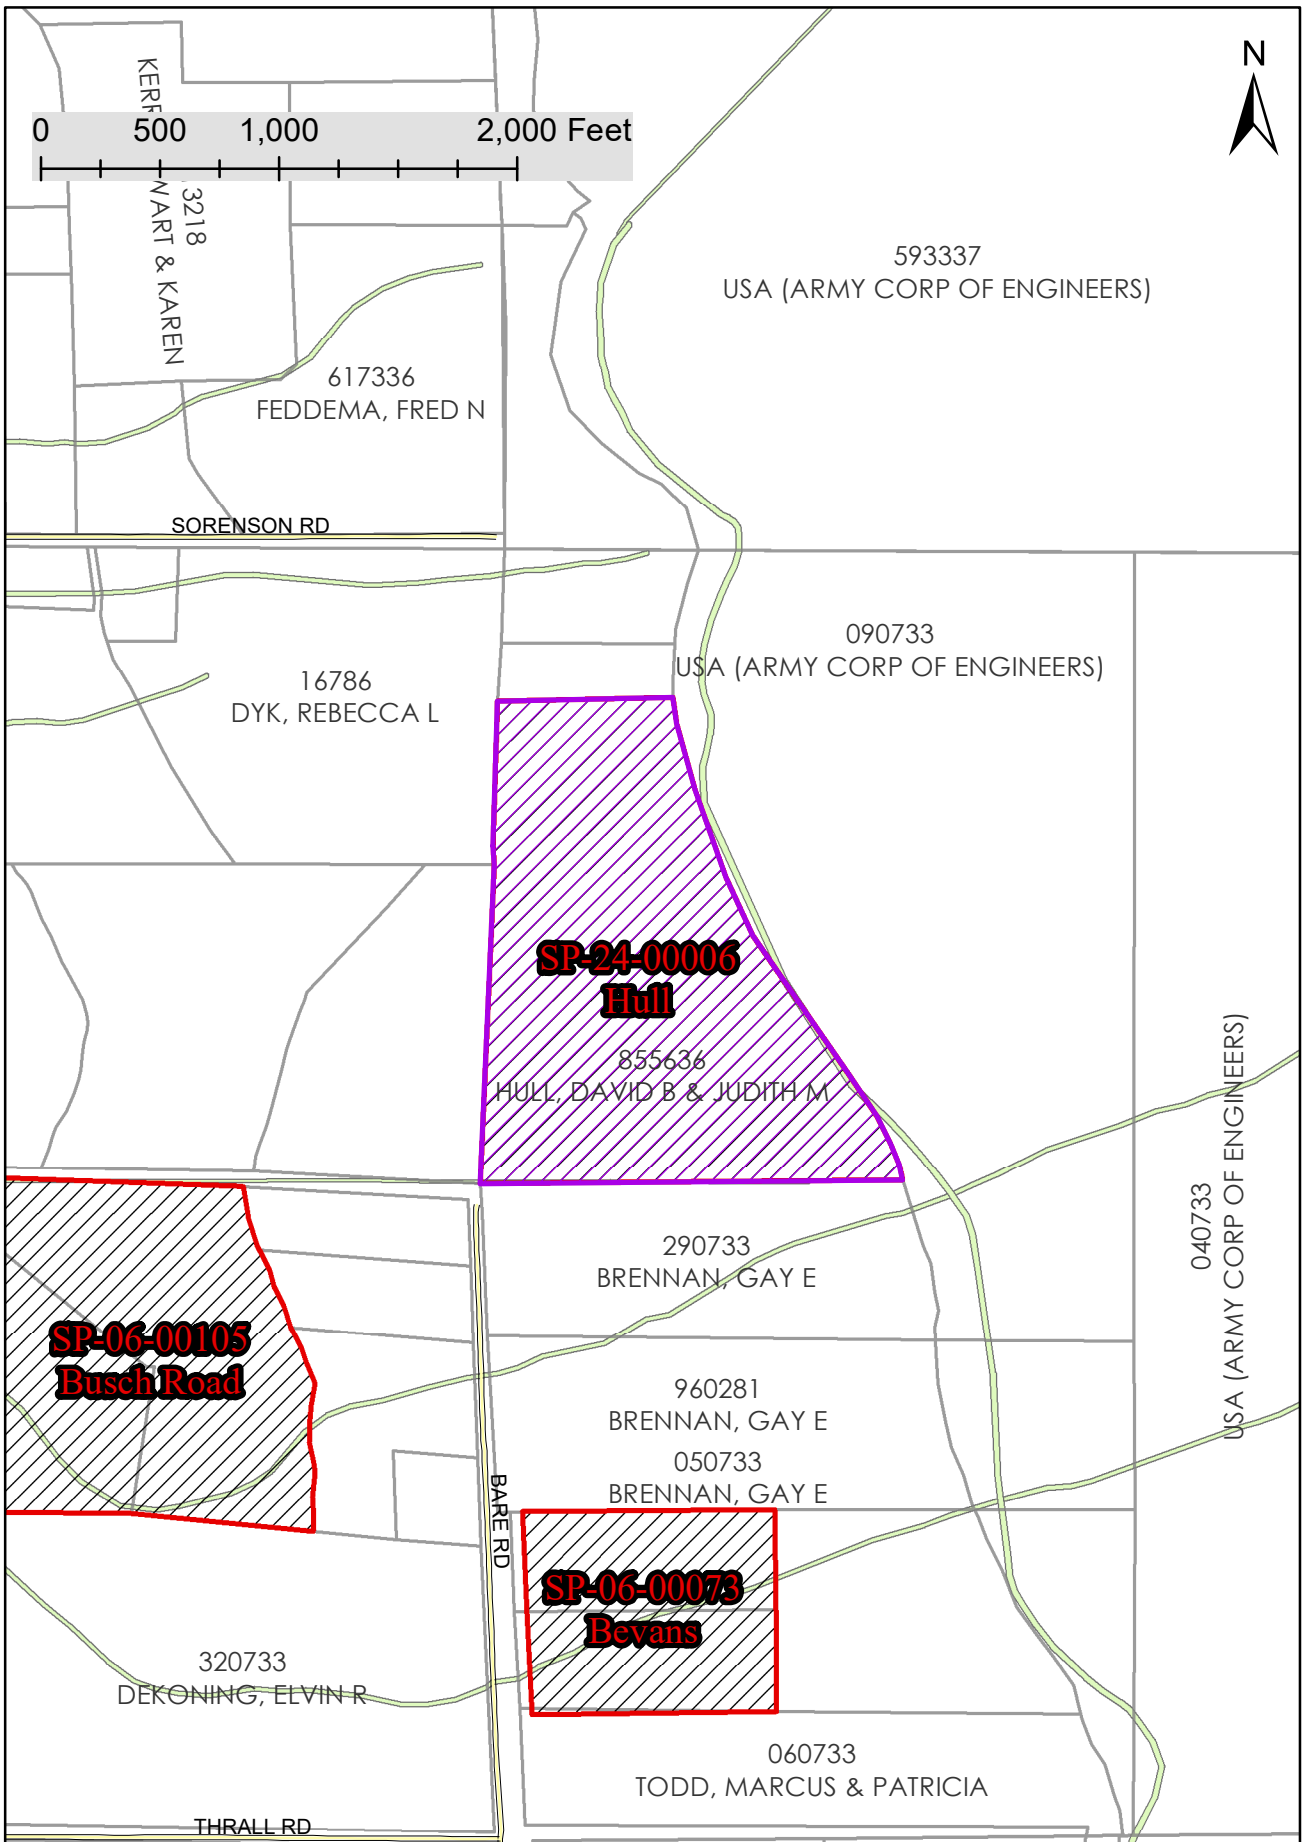 N
0 500 1,000 2,000 Feet
3218
WART & KAREN
593337
USA (ARMY CORP OF ENGINEERS)
617336
FEDDEMA, FRED N
SORENSON RD
090733
USA (ARMY CORP OF ENGINEERS)
16786
DYK, REBECCA L
SP-24-00006
Hull
855636
HULL, DAVID B & JUDITH M
040733
USA (ARMY CORP OF ENGINEERS)
290733
BRENNAN, GAY E
SP-06-00105
Busch Road
960281
BRENNAN, GAY E
050733
BRENNAN, GAY E
BARE RD
SP-06-00073
Bevans
320733
DEKONING, ELVIN R
060733
TODD, MARCUS & PATRICIA
THRALL RD